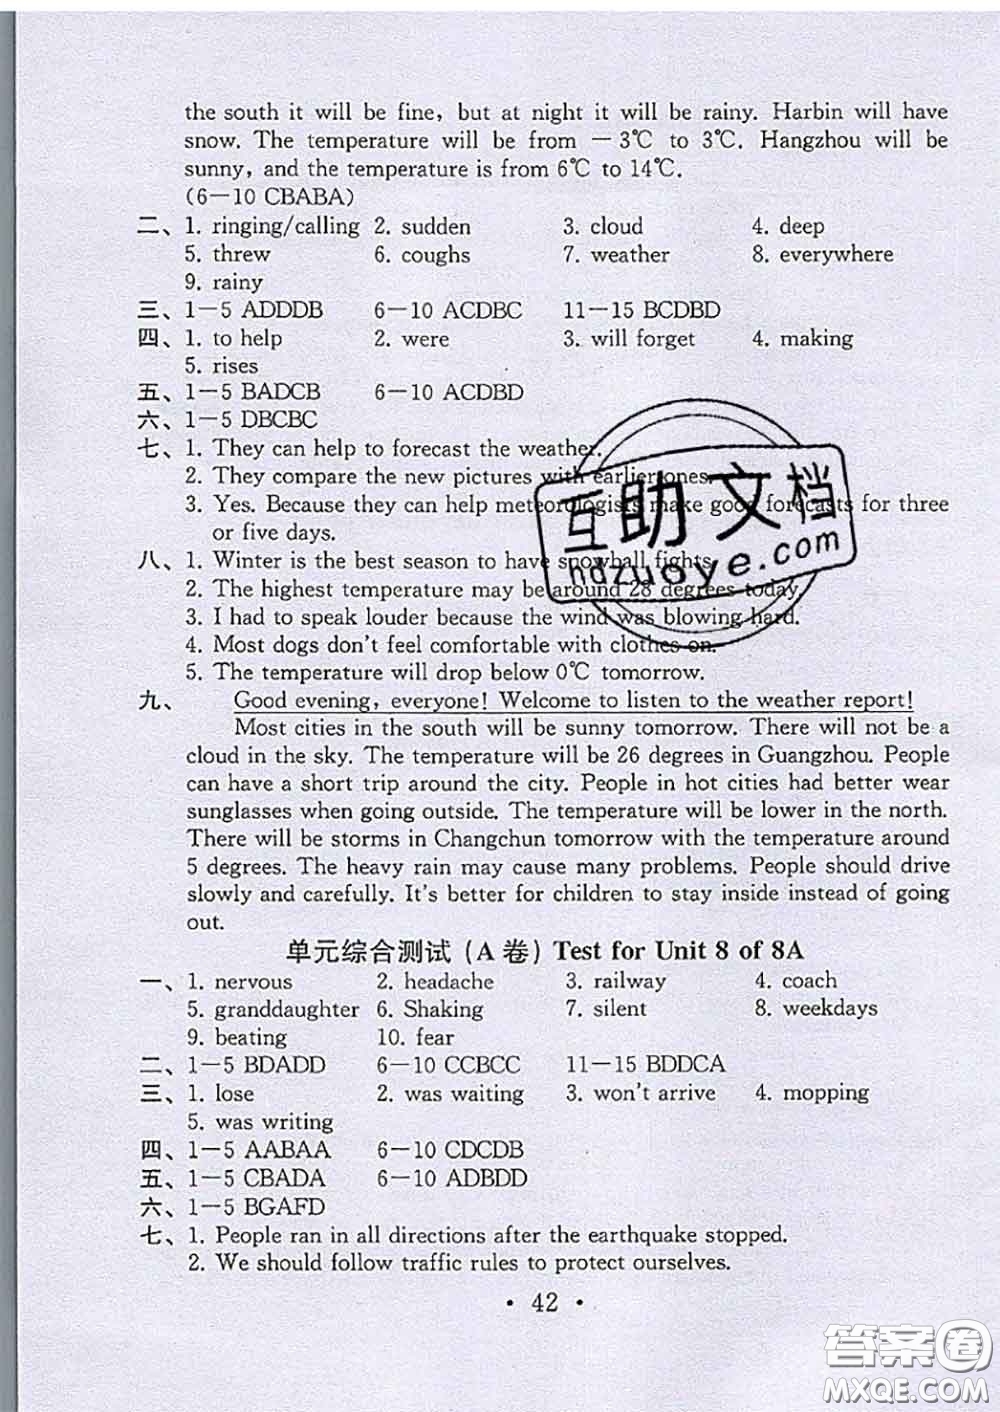 the south it will be fine, but at night it will be rainy. Harbin will have
snow. The temperature will be from －3℃ to 3℃. Hangzhou will be
sunny, and the temperature is from 6℃ to 14℃.
(6－10 CBABA)
二、1. ringing/calling 2. sudden 3. cloud 4. deep
5. threw 6. coughs 7. weather 8. everywhere
9. rainy
三、1－5 ADDDB 6－10 ACDBC 11－15 BCDBD
四、1. to help 2. were 3. will forget 4. making
5. rises
五、1－5 BADCB 6－10 ACDBD
六、1－5 DBCBC
七、1. They can help to forecast the weather.
2. They compare the new pictures with earlier ones.
3. Yes. Because they can help meteorologists make good forecasts for three
or five days.
八、1. Winter is the best season to have snowball fights.
2. The highest temperature may be around 28 degrees today.
3. I had to speak louder because the wind was blowing hard.
4. Most dogs don't feel comfortable with clothes on.
5. The temperature will drop below 0℃ tomorrow.
九、 Good evening, everyone! Welcome to listen to the weather report!
Most cities in the south will be sunny tomorrow. There will not be a
cloud in the sky. The temperature will be 26 degrees in Guangzhou. People
can have a short trip around the city. People in hot cities had better wear
sunglasses when going outside. The temperature will be lower in the north.
There will be storms in Changchun tomorrow with the temperature around
5 degrees. The heavy rain may cause many problems. People should drive
slowly and carefully. It's better for children to stay inside instead of going
out.
单元综合测试(A 卷) Test for Unit 8 of 8A
一、1. nervous 2. headache 3. railway 4. coach
5. granddaughter 6. Shaking 7. silent 8. weekdays
9. beating 10. fear
二、1－5 BDADD 6－10 CCBCC 11－15 BDDCA
三、1. lose 2. was waiting 3. won't arrive 4. mopping
5. was writing
四、1－5 AABAA 6－10 CDCDB
五、1－5 CBADA 6－10 ADBDD
六、1－5 BGAFD
七、1. People ran in all directions after the earthquake stopped.
2. We should follow traffic rules to protect ourselves.
· 42 ·
互助文档
hdzuoye.com
答案圈
MXQE.COM